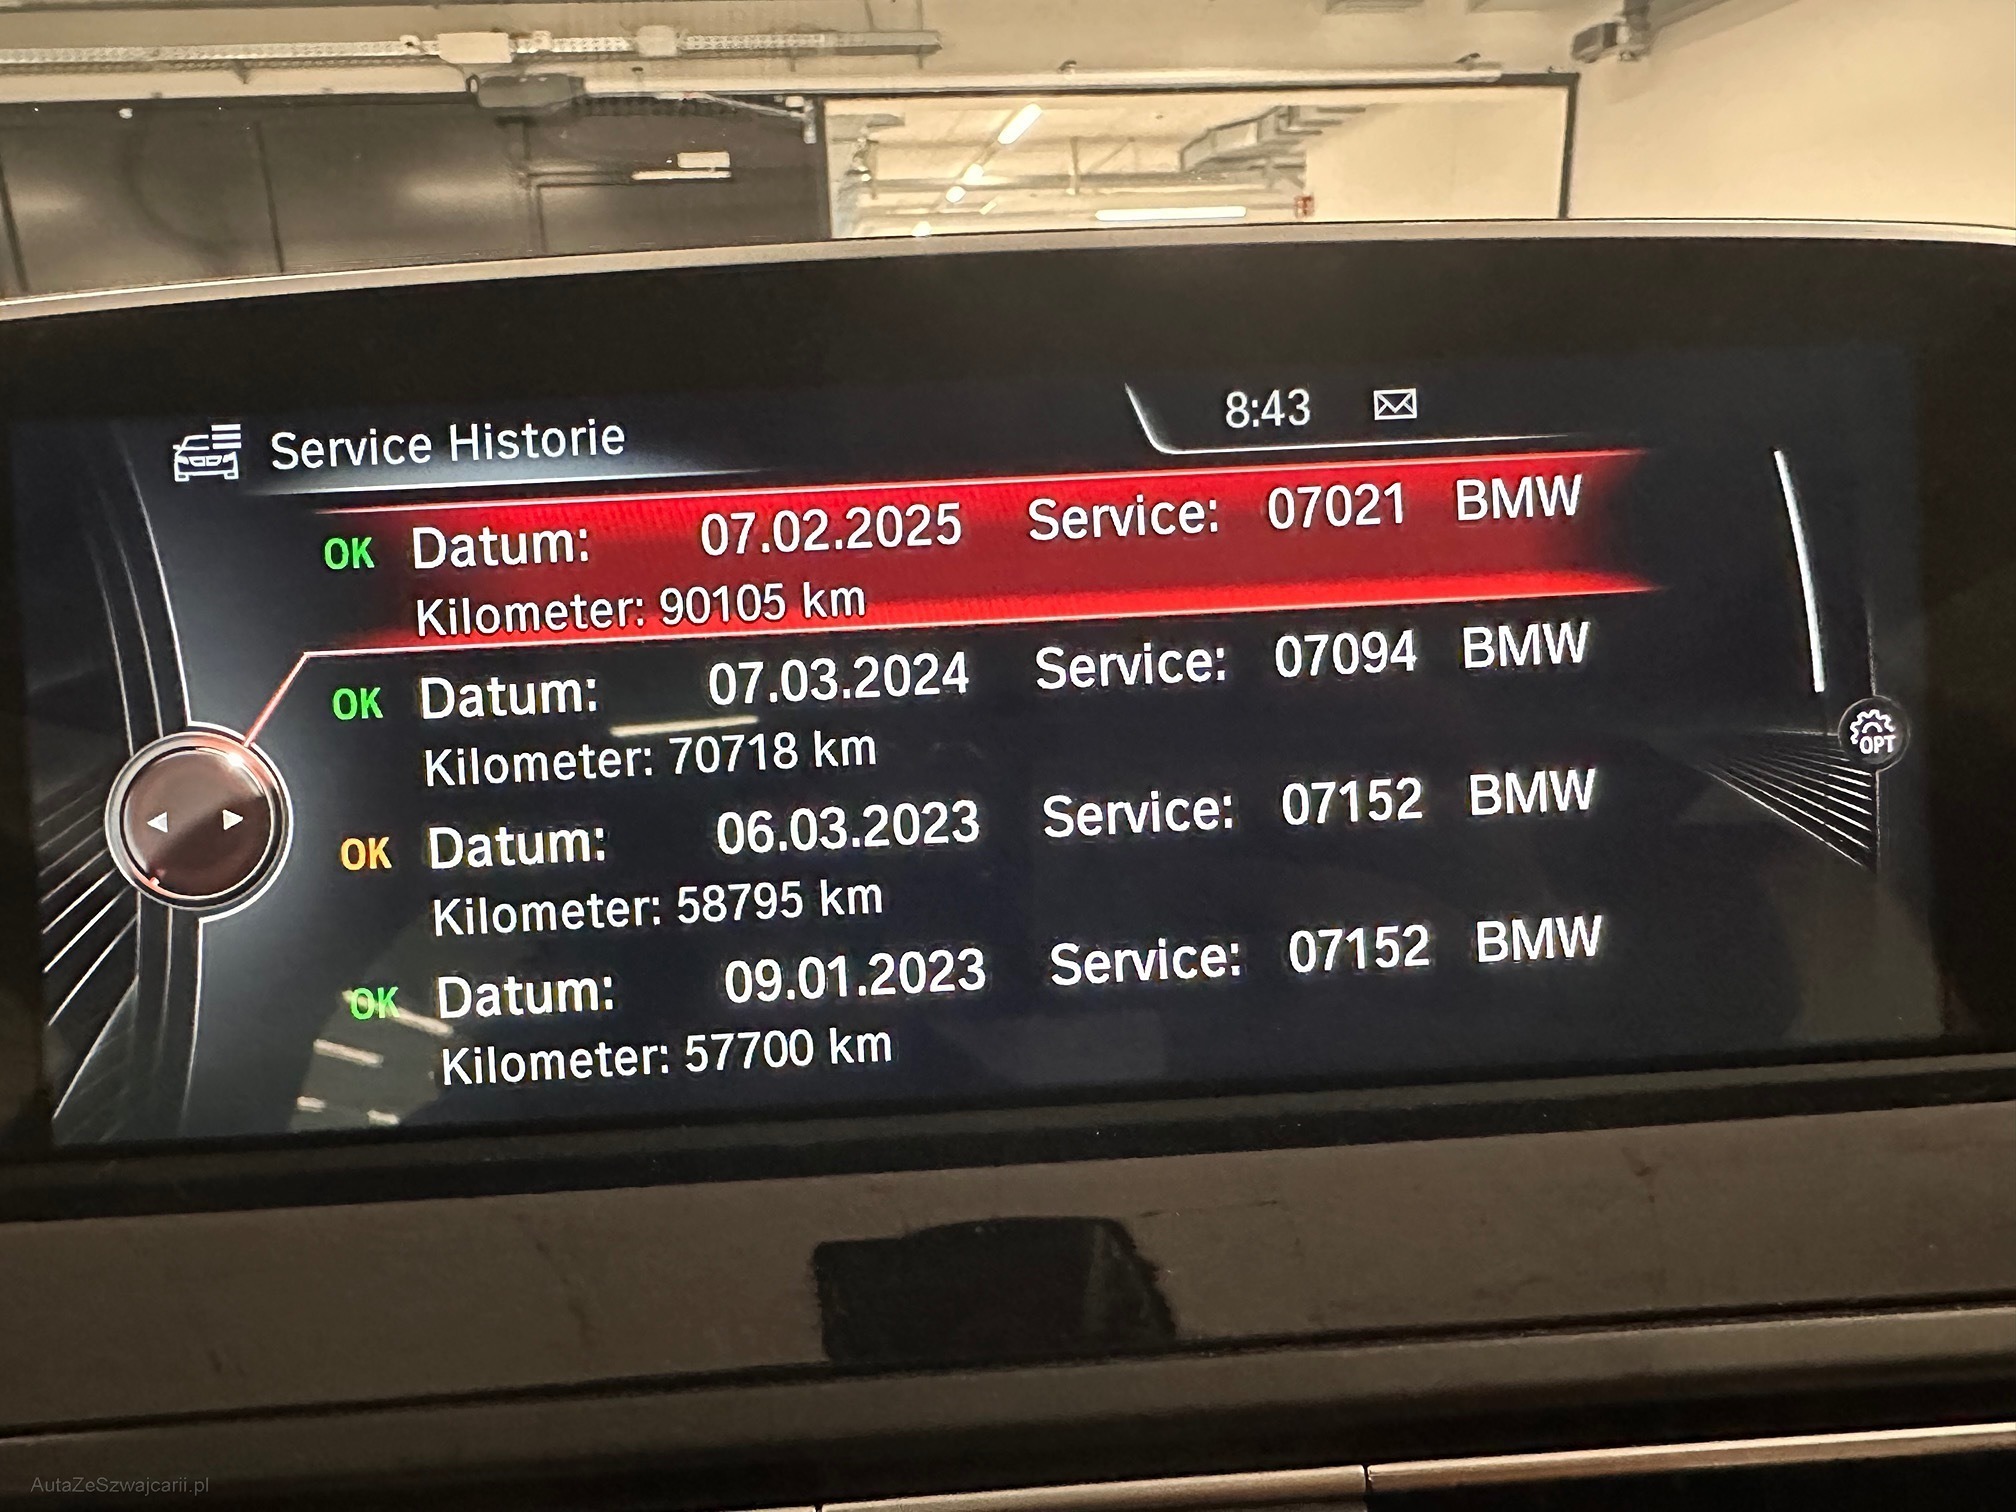 Service Historie
8:43
OK Datum: 07.02.2025 Service: 07021 BMW
Kilometer: 90105 km
OK Datum: 07.03.2024 Service: 07094 BMW
Kilometer: 70718 km
OPT
OK Datum: 06.03.2023 Service: 07152 BMW
Kilometer: 58795 km
OK Datum: 09.01.2023 Service: 07152 BMW
Kilometer: 57700 km
AutaZeSzwajcarii.pl